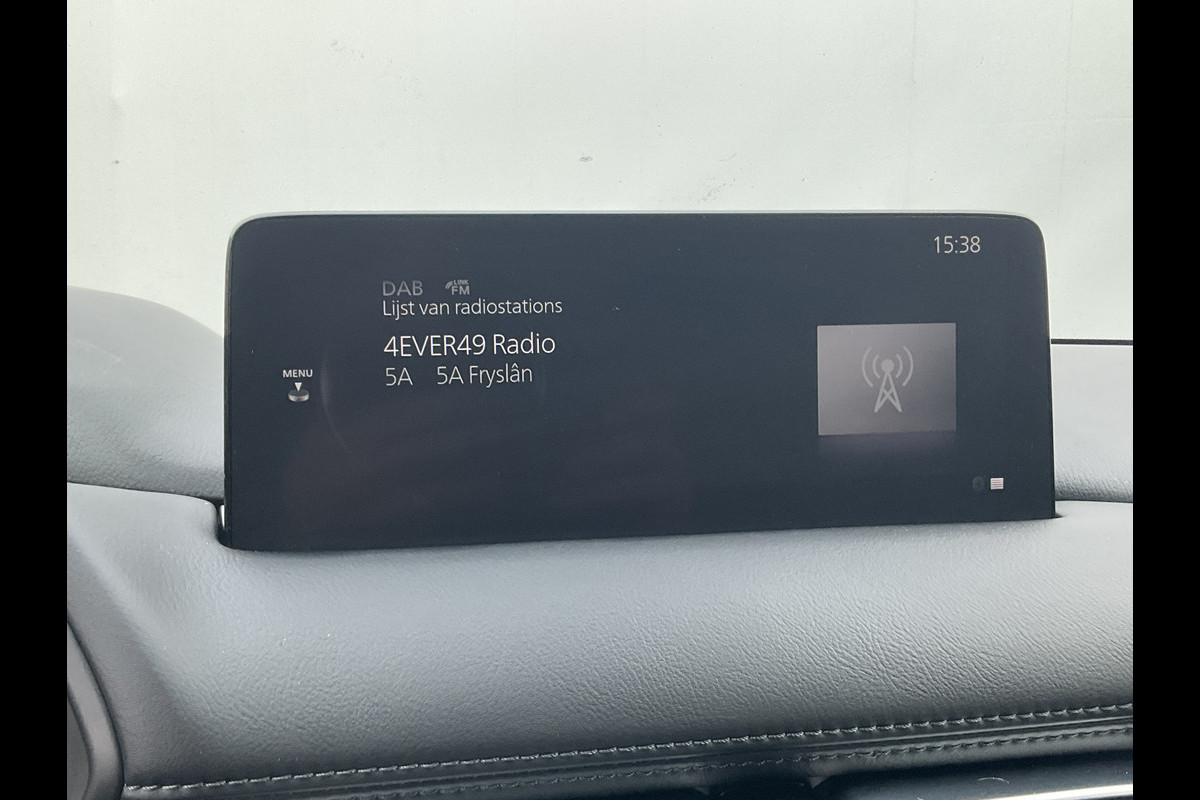 15:38
DAB LINK FM
Lijst van radiostations
4EVER49 Radio
5A 5A Fryslân
MENU